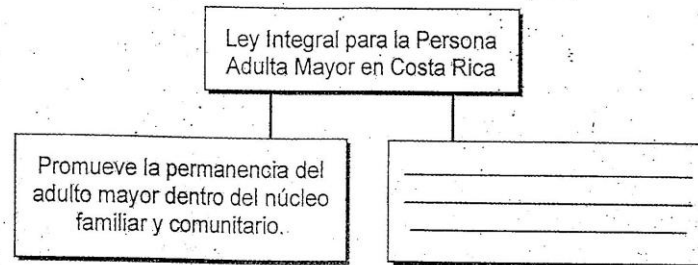 Ley Integral para la Persona
Adulta Mayor en Costa Rica
Promueve la permanencia del
adulto mayor dentro del núcleo
familiar y comunitario.